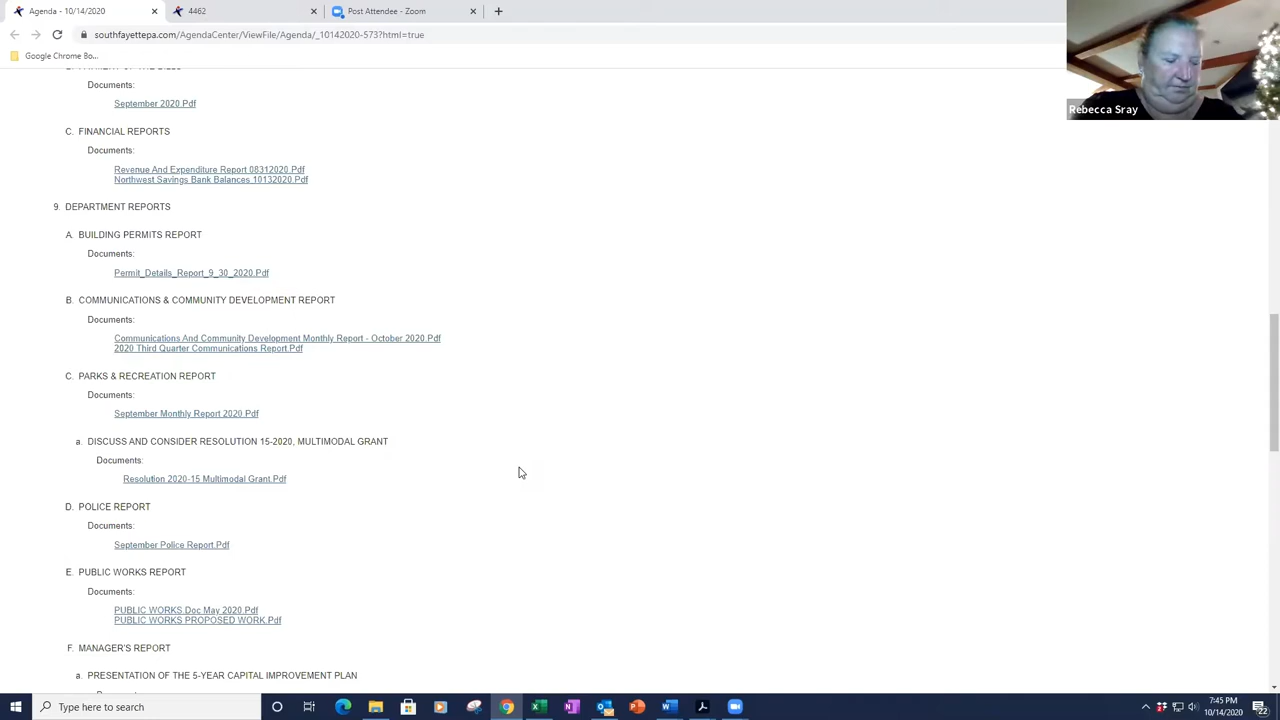 Agenda - 10/14/2020
4462
Post Attendee - Zoom
southfayettepa.com/AgendaCenter/ViewFile/Agenda/_10142020-573?html=true
Google Chrome Bo...
Documents:
September 2020.Pdf
C. FINANCIAL REPORTS
Documents:
Revenue And Expenditure Report 08312020.Pdf
Northwest Savings Bank Balances 10132020.Pdf
9. DEPARTMENT REPORTS
A. BUILDING PERMITS REPORT
Documents:
Permit_Details_Report_9_30_2020.Pdf
B. COMMUNICATIONS & COMMUNITY DEVELOPMENT REPORT
Documents:
Communications And Community Development Monthly Report - October 2020.Pdf
2020 Third Quarter Communications Report.Pdf
C. PARKS & RECREATION REPORT
Documents:
September Monthly Report 2020.Pdf
a. DISCUSS AND CONSIDER RESOLUTION 15-2020, MULTIMODAL GRANT
Documents:
Resolution 2020-15 Multimodal Grant.Pdf
D. POLICE REPORT
Documents:
September Police Report.Pdf
E. PUBLIC WORKS REPORT
Documents:
PUBLIC WORKS.Doc May 2020.Pdf
PUBLIC WORKS PROPOSED WORK.Pdf
F. MANAGER'S REPORT
a. PRESENTATION OF THE 5-YEAR CAPITAL IMPROVEMENT PLAN
Rebecca Sray
Type here to search
7:45 PM
10/14/2020
22